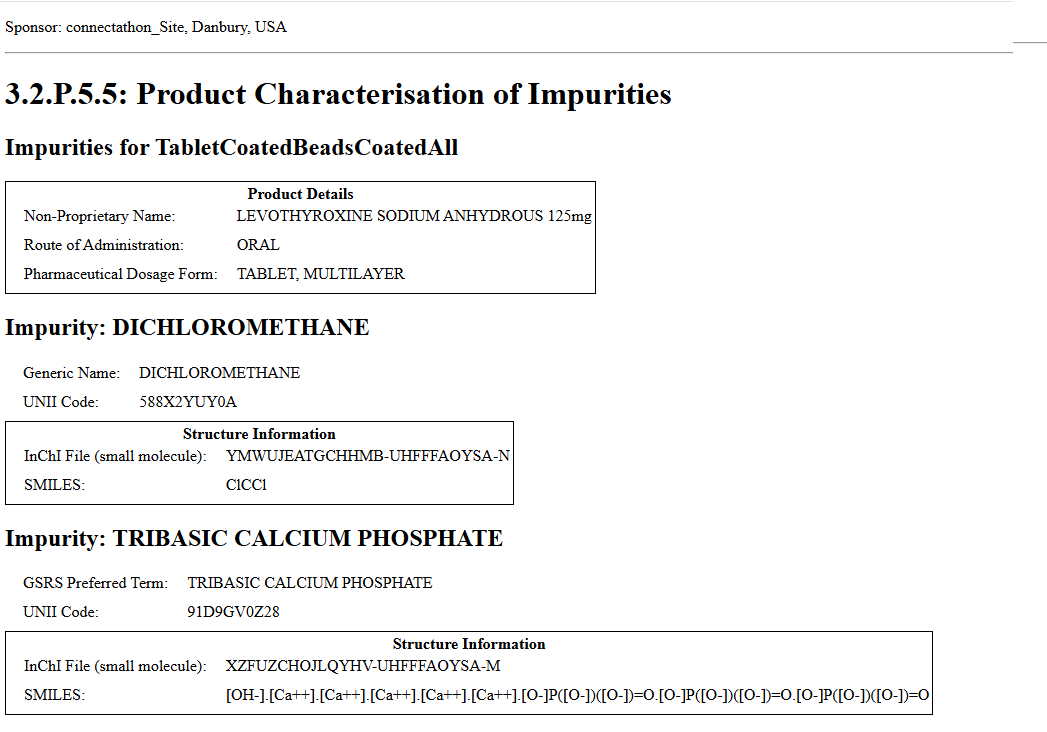 Sponsor: connectathon_Site, Danbury, USA
3.2.P.5.5: Product Characterisation of Impurities
Impurities for TabletCoatedBeadsCoatedAll
Product Details
Non-Proprietary Name: LEVOTHYROXINE SODIUM ANHYDROUS 125mg
Route of Administration: ORAL
Pharmaceutical Dosage Form: TABLET, MULTILAYER
Impurity: DICHLOROMETHANE
Generic Name: DICHLOROMETHANE
UNII Code: 588X2YUY0A
Structure Information
InChI File (small molecule): YMWUJEATGCHHMB-UHFFFAOYSA-N
SMILES: ClCCl
Impurity: TRIBASIC CALCIUM PHOSPHATE
GSRS Preferred Term: TRIBASIC CALCIUM PHOSPHATE
UNII Code: 91D9GV0Z28
Structure Information
InChI File (small molecule): XZFUZCHOJLQYHV-UHFFFAOYSA-M
SMILES: [OH-].[Ca++].[Ca++].[Ca++].[Ca++].[Ca++].[O-]P([O-])([O-])=O.[O-]P([O-])([O-])=O.[O-]P([O-])([O-])=O